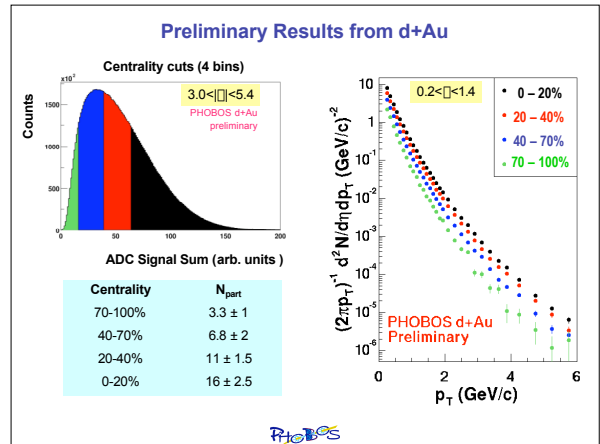 Preliminary Results from d+Au
Centrality cuts (4 bins)
x10²
3.0<|▯|<5.4
PHOBOS d+Au
preliminary
Counts
1500
1000
500
0
0 50 100 150 200
ADC Signal Sum (arb. units )
Centrality Npart
70-100% 3.3 ± 1
40-70% 6.8 ± 2
20-40% 11 ± 1.5
0-20% 16 ± 2.5
0.2<▯<1.4
0 – 20%
20 – 40%
40 – 70%
70 – 100%
(2πpT)⁻¹ d²N/dηdpT (GeV/c)⁻²
10
1
10⁻¹
10⁻²
10⁻³
10⁻⁴
10⁻⁵
10⁻⁶
PHOBOS d+Au
Preliminary
0 2 4 6
pT (GeV/c)
PHOBOS